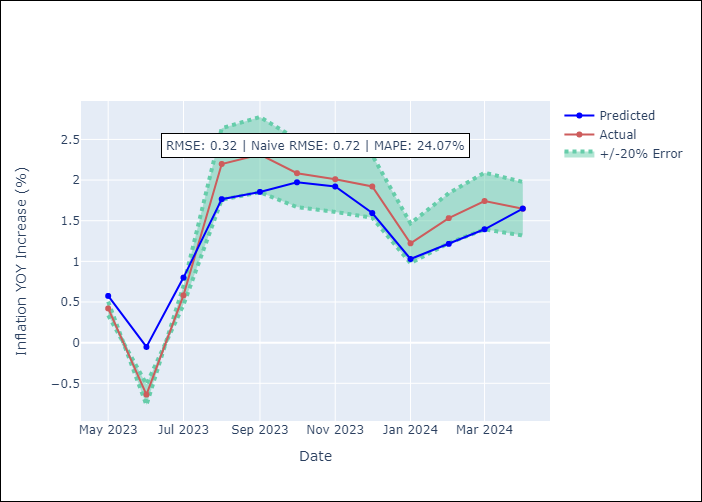 RMSE: 0.32 | Naive RMSE: 0.72 | MAPE: 24.07%
Predicted
Actual
+/-20% Error
Inflation YOY Increase (%)
2.5
2
1.5
1
0.5
0
−0.5
May 2023
Jul 2023
Sep 2023
Nov 2023
Jan 2024
Mar 2024
Date